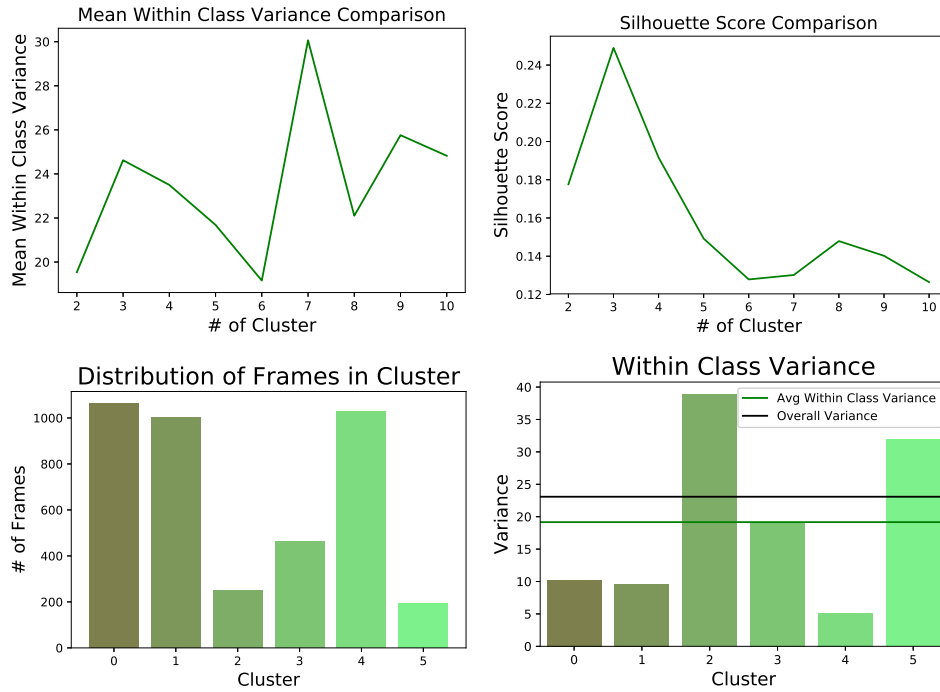 Mean Within Class Variance Comparison
Mean Within Class Variance
30
28
26
24
22
20
2 3 4 5 6 7 8 9 10
# of Cluster
Silhouette Score Comparison
Silhouette Score
0.24
0.22
0.20
0.18
0.16
0.14
0.12
2 3 4 5 6 7 8 9 10
# of Cluster
Distribution of Frames in Cluster
# of Frames
1000
800
600
400
200
0
0 1 2 3 4 5
Cluster
Within Class Variance
Variance
40
35
30
25
20
15
10
5
0
Avg Within Class Variance
Overall Variance
0 1 2 3 4 5
Cluster